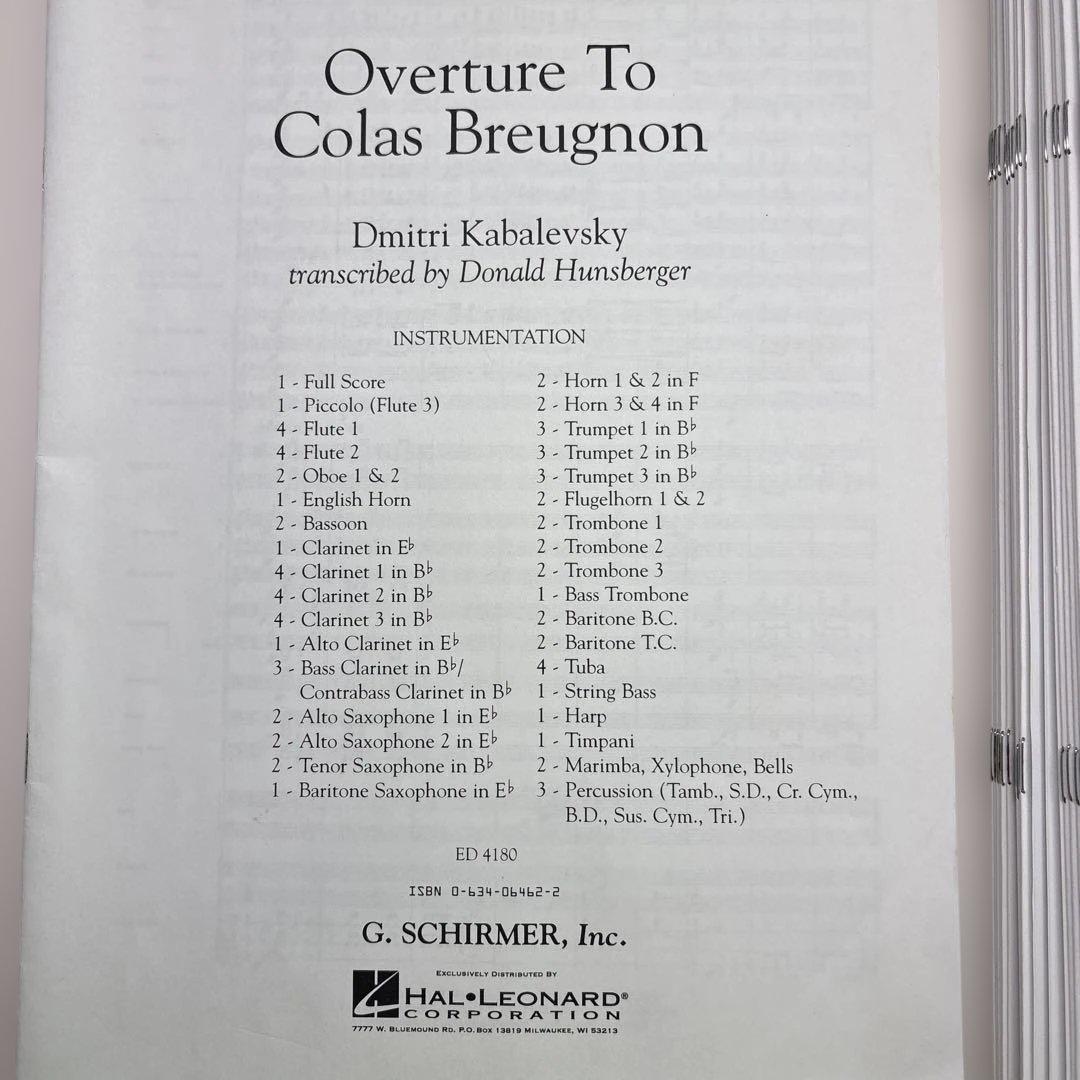 Overture To
Colas Breugnon
Dmitri Kabalevsky
transcribed by Donald Hunsberger
INSTRUMENTATION
1 - Full Score
1 - Piccolo (Flute 3)
4 - Flute 1
4 - Flute 2
2 - Oboe 1 & 2
1 - English Horn
2 - Bassoon
1 - Clarinet in E♭
4 - Clarinet 1 in B♭
4 - Clarinet 2 in B♭
4 - Clarinet 3 in B♭
1 - Alto Clarinet in E♭
3 - Bass Clarinet in B♭/
Contrabass Clarinet in B♭
2 - Alto Saxophone 1 in E♭
2 - Alto Saxophone 2 in E♭
2 - Tenor Saxophone in B♭
1 - Baritone Saxophone in E♭
2 - Horn 1 & 2 in F
2 - Horn 3 & 4 in F
3 - Trumpet 1 in B♭
3 - Trumpet 2 in B♭
3 - Trumpet 3 in B♭
2 - Flugelhorn 1 & 2
2 - Trombone 1
2 - Trombone 2
2 - Trombone 3
1 - Bass Trombone
2 - Baritone B.C.
2 - Baritone T.C.
4 - Tuba
1 - String Bass
1 - Harp
1 - Timpani
2 - Marimba, Xylophone, Bells
3 - Percussion (Tamb., S.D., Cr. Cym.,
B.D., Sus. Cym., Tri.)
ED 4180
ISBN 0-634-06462-2
G. SCHIRMER, Inc.
EXCLUSIVELY DISTRIBUTED BY
HAL•LEONARD®
CORPORATION
7777 W. BLUEMOUND RD. P.O. BOX 13819 MILWAUKEE, WI 53213